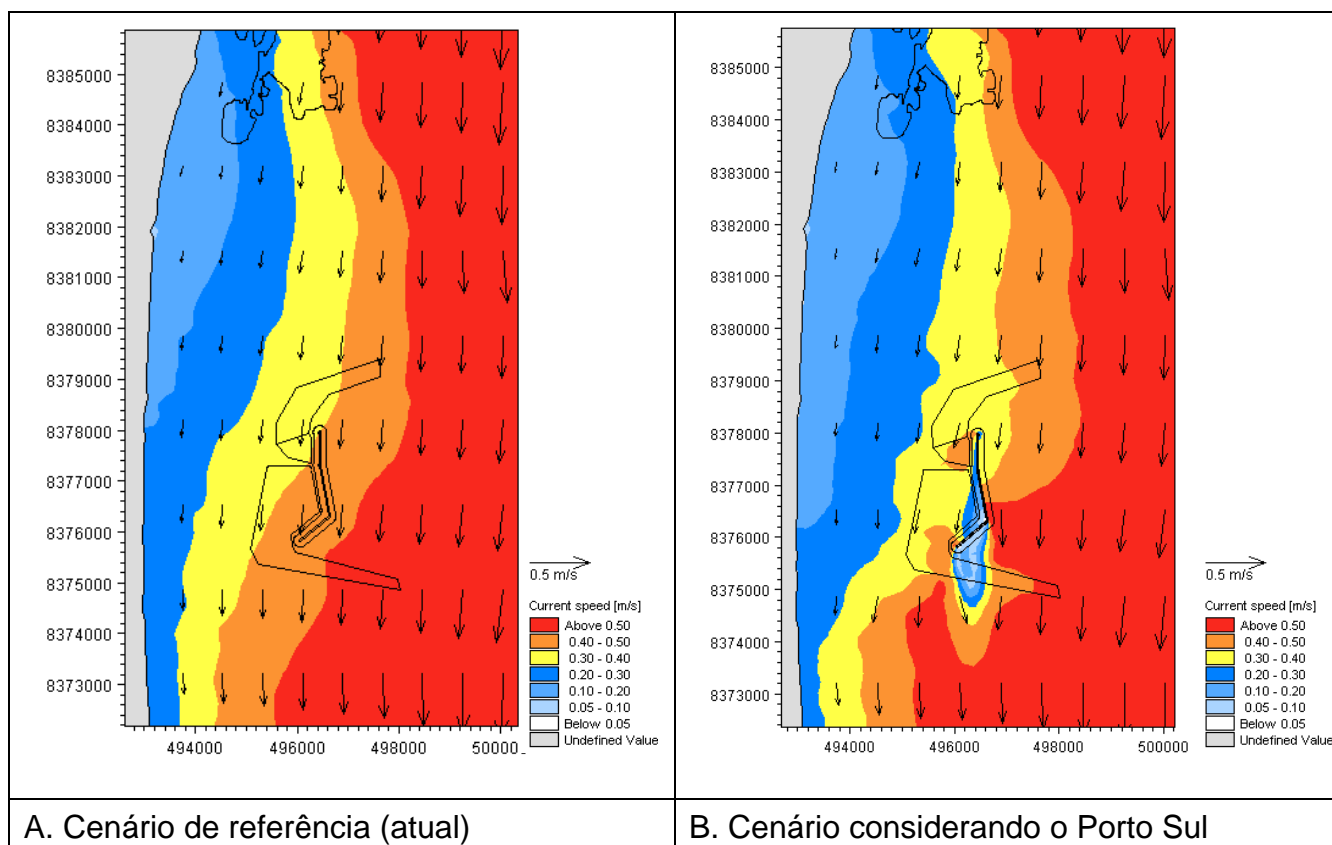 8385000
8384000
8383000
8382000
8381000
8380000
8379000
8378000
8377000
8376000
8375000
8374000
8373000
494000 496000 498000 50000
0.5 m/s
Current speed [m/s]
Above 0.50
0.40 - 0.50
0.30 - 0.40
0.20 - 0.30
0.10 - 0.20
0.05 - 0.10
Below 0.05
Undefined Value
8385000
8384000
8383000
8382000
8381000
8380000
8379000
8378000
8377000
8376000
8375000
8374000
8373000
494000 496000 498000 500000
0.5 m/s
Current speed [m/s]
Above 0.50
0.40 - 0.50
0.30 - 0.40
0.20 - 0.30
0.10 - 0.20
0.05 - 0.10
Below 0.05
Undefined Value
A. Cenário de referência (atual)
B. Cenário considerando o Porto Sul